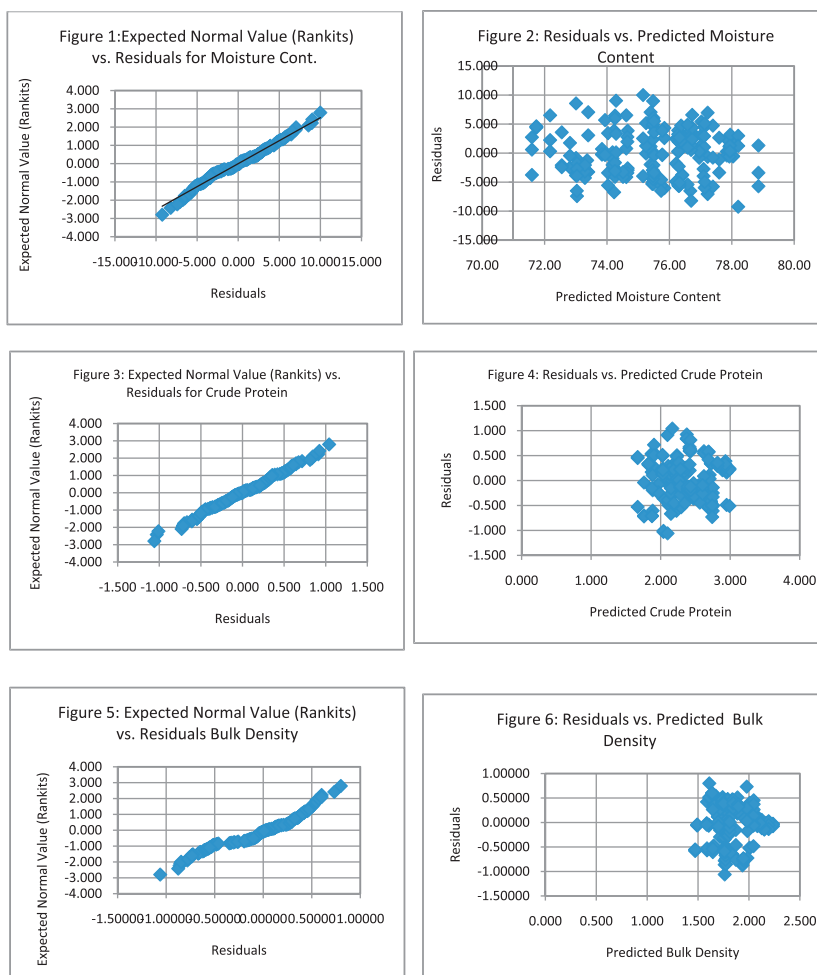 Figure 1:Expected Normal Value (Rankits)
vs. Residuals for Moisture Cont.
Expected Normal Value (Rankits)
4.000
3.000
2.000
1.000
0.000
-1.000
-2.000
-3.000
-4.000
-15.000-10.000-5.000 0.000 5.000 10.000 15.000
Residuals
Figure 2: Residuals vs. Predicted Moisture
Content
Residuals
15.000
10.000
5.000
0.000
-5.000
-10.000
-15.000
70.00 72.00 74.00 76.00 78.00 80.00
Predicted Moisture Content
Figure 3: Expected Normal Value (Rankits) vs.
Residuals for Crude Protein
Expected Normal Value (Rankits)
4.000
3.000
2.000
1.000
0.000
-1.000
-2.000
-3.000
-4.000
-1.500 -1.000 -0.500 0.000 0.500 1.000 1.500
Residuals
Figure 4: Residuals vs. Predicted Crude Protein
Residuals
1.500
1.000
0.500
0.000
-0.500
-1.000
-1.500
0.000 1.000 2.000 3.000 4.000
Predicted Crude Protein
Figure 5: Expected Normal Value (Rankits)
vs. Residuals Bulk Density
Expected Normal Value (Rankits)
4.000
3.000
2.000
1.000
0.000
-1.000
-2.000
-3.000
-4.000
-1.50000-1.00000-0.500000.000000.500001.00000
Residuals
Figure 6: Residuals vs. Predicted Bulk
Density
Residuals
1.00000
0.50000
0.00000
-0.50000
-1.00000
-1.50000
0.000 0.500 1.000 1.500 2.000 2.500
Predicted Bulk Density